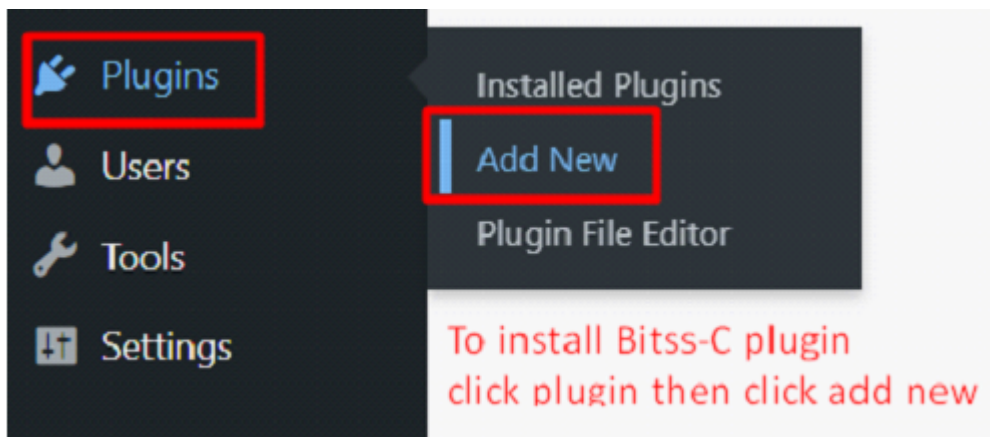 Plugins
Installed Plugins
Add New
Users
Plugin File Editor
Tools
Settings
To install Bitss-C plugin
click plugin then click add new